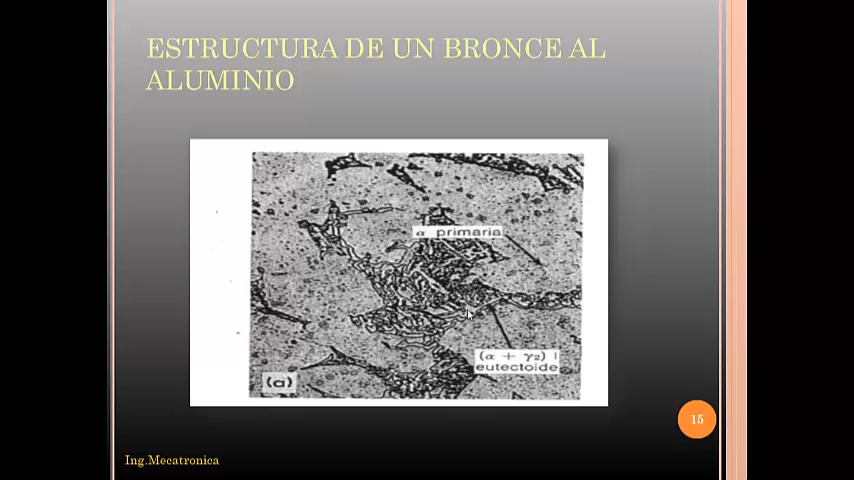 ESTRUCTURA DE UN BRONCE AL
ALUMINIO
α primaria
(α + γ2)
eutectoide
(a)
15
Ing.Mecatronica